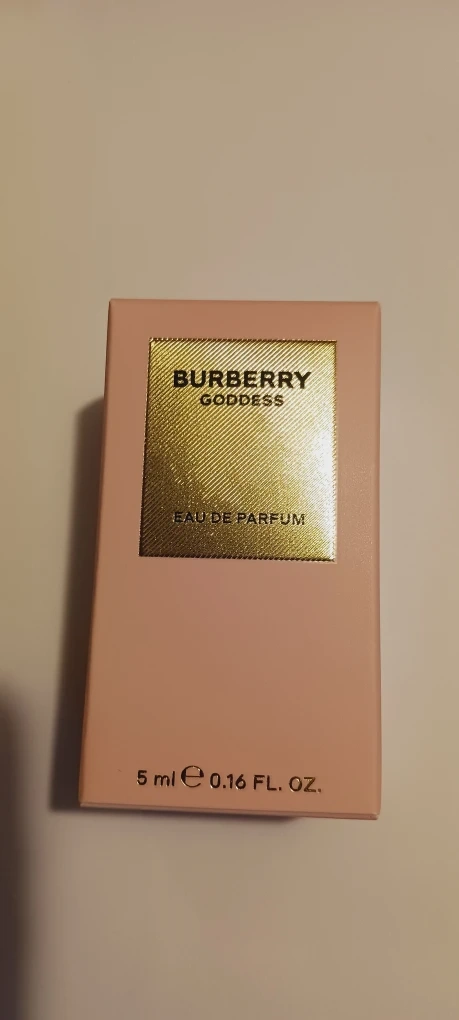 BURBERRY
GODDESS
EAU DE PARFUM
5 ml ℮ 0.16 FL. OZ.